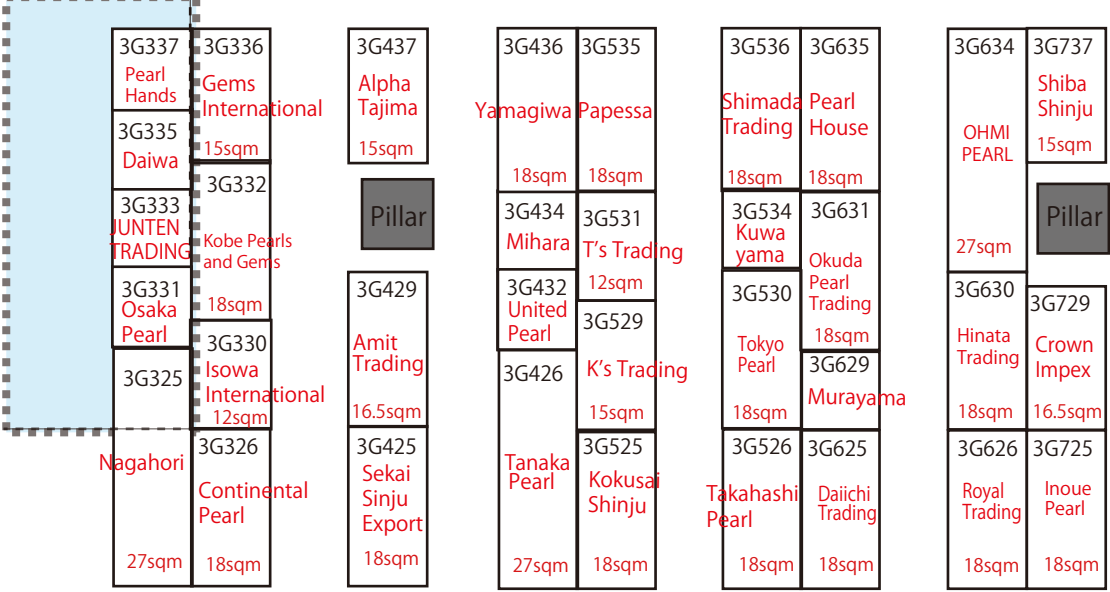 3G337
Pearl
Hands
3G335
Daiwa
3G333
JUNTEN
TRADING
3G331
Osaka
Pearl
3G325
Nagahori
27sqm
3G336
Gems
International
15sqm
3G332
Kobe Pearls
and Gems
18sqm
3G330
Isowa
International
12sqm
3G326
Continental
Pearl
18sqm
3G437
Alpha
Tajima
15sqm
Pillar
3G429
Amit
Trading
16.5sqm
3G425
Sekai
Sinju
Export
18sqm
3G436
Yamagiwa
18sqm
3G434
Mihara
3G432
United
Pearl
3G426
Tanaka
Pearl
27sqm
3G535
Papessa
18sqm
3G531
T's Trading
12sqm
3G529
K's Trading
15sqm
3G525
Kokusai
Shinju
18sqm
3G536
Shimada
Trading
18sqm
3G534
Kuwa
yama
3G530
Tokyo
Pearl
18sqm
3G526
Takahashi
Pearl
18sqm
3G635
Pearl
House
18sqm
3G631
Okuda
Pearl
Trading
18sqm
3G629
Murayama
3G625
Daiichi
Trading
18sqm
3G634
OHMI
PEARL
27sqm
3G630
Hinata
Trading
18sqm
3G626
Royal
Trading
18sqm
3G737
Shiba
Shinju
15sqm
Pillar
3G729
Crown
Impex
16.5sqm
3G725
Inoue
Pearl
18sqm